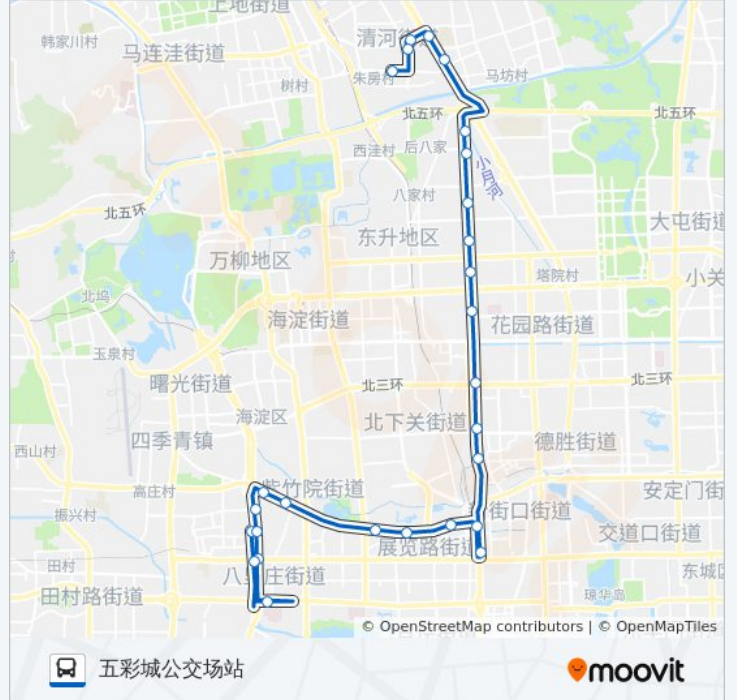 上地街道
韩家川村
马连洼街道
清河街道
朱房村
树村
马坊村
北五环
北五环
西洼村
后八家
小月河
八家村
北五环
东升地区
大屯街道
万柳地区
塔院村
小关
北坞
海淀街道
花园路街道
玉泉村
曙光街道
北三环
北三环
海淀区
北下关街道
四季青镇
德胜街道
西山村
高庄村
紫竹院街道
安定门街
振兴村
街口街道
交道口街道
展览路街道
田村
八里庄街道
东城区
田村路街道
琼华岛
© OpenStreetMap contributors | © OpenMapTiles
五彩城公交场站
moovit